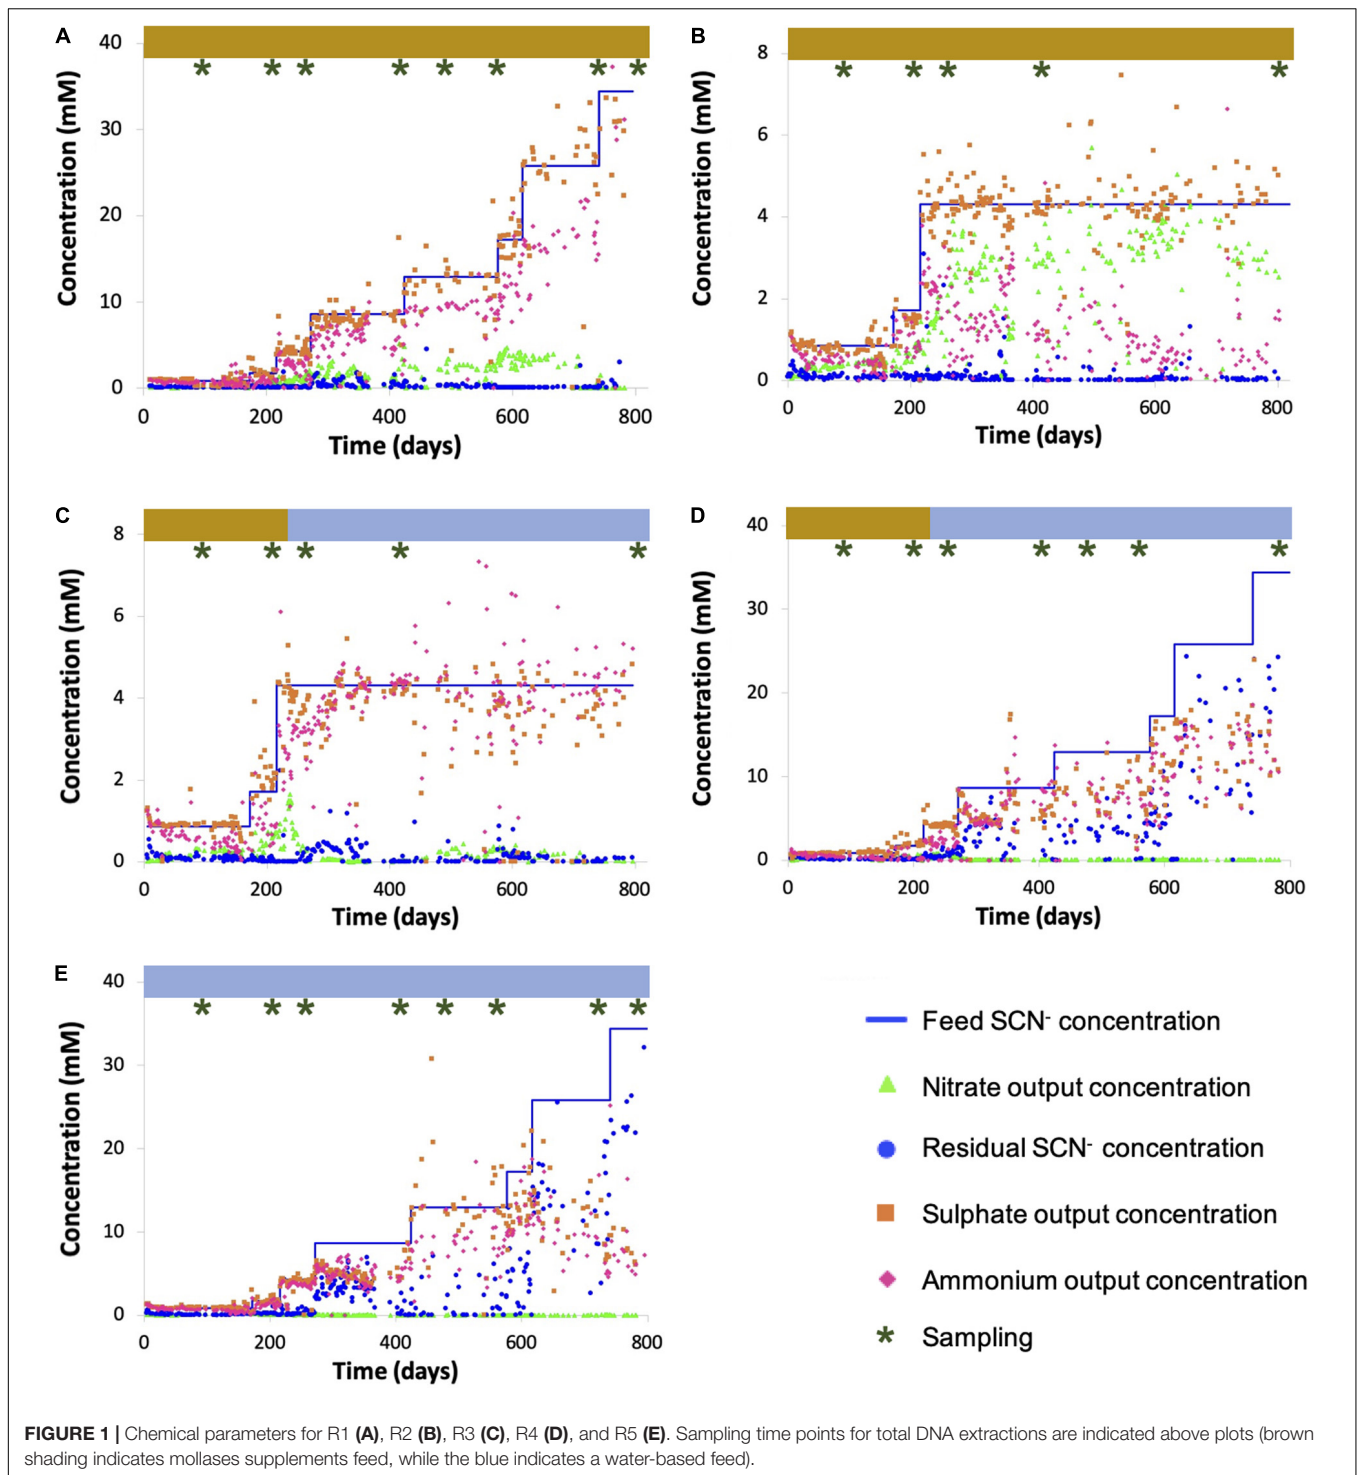 A
40
30
20
10
0
Concentration (mM)
* * * * * * * *
0 200 400 600 800
Time (days)
B
8
6
4
2
0
Concentration (mM)
* * * * *
0 200 400 600 800
Time (days)
C
8
6
4
2
0
Concentration (mM)
* * * * *
0 200 400 600 800
Time (days)
D
40
30
20
10
0
Concentration (mM)
* * * * * * *
0 200 400 600 800
Time (days)
E
40
30
20
10
0
Concentration (mM)
* * * * * * * *
0 200 400 600 800
Time (days)
Feed SCN⁻ concentration
Nitrate output concentration
Residual SCN⁻ concentration
Sulphate output concentration
Ammonium output concentration
* Sampling
FIGURE 1 | Chemical parameters for R1 (A), R2 (B), R3 (C), R4 (D), and R5 (E). Sampling time points for total DNA extractions are indicated above plots (brown
shading indicates mollases supplements feed, while the blue indicates a water-based feed).